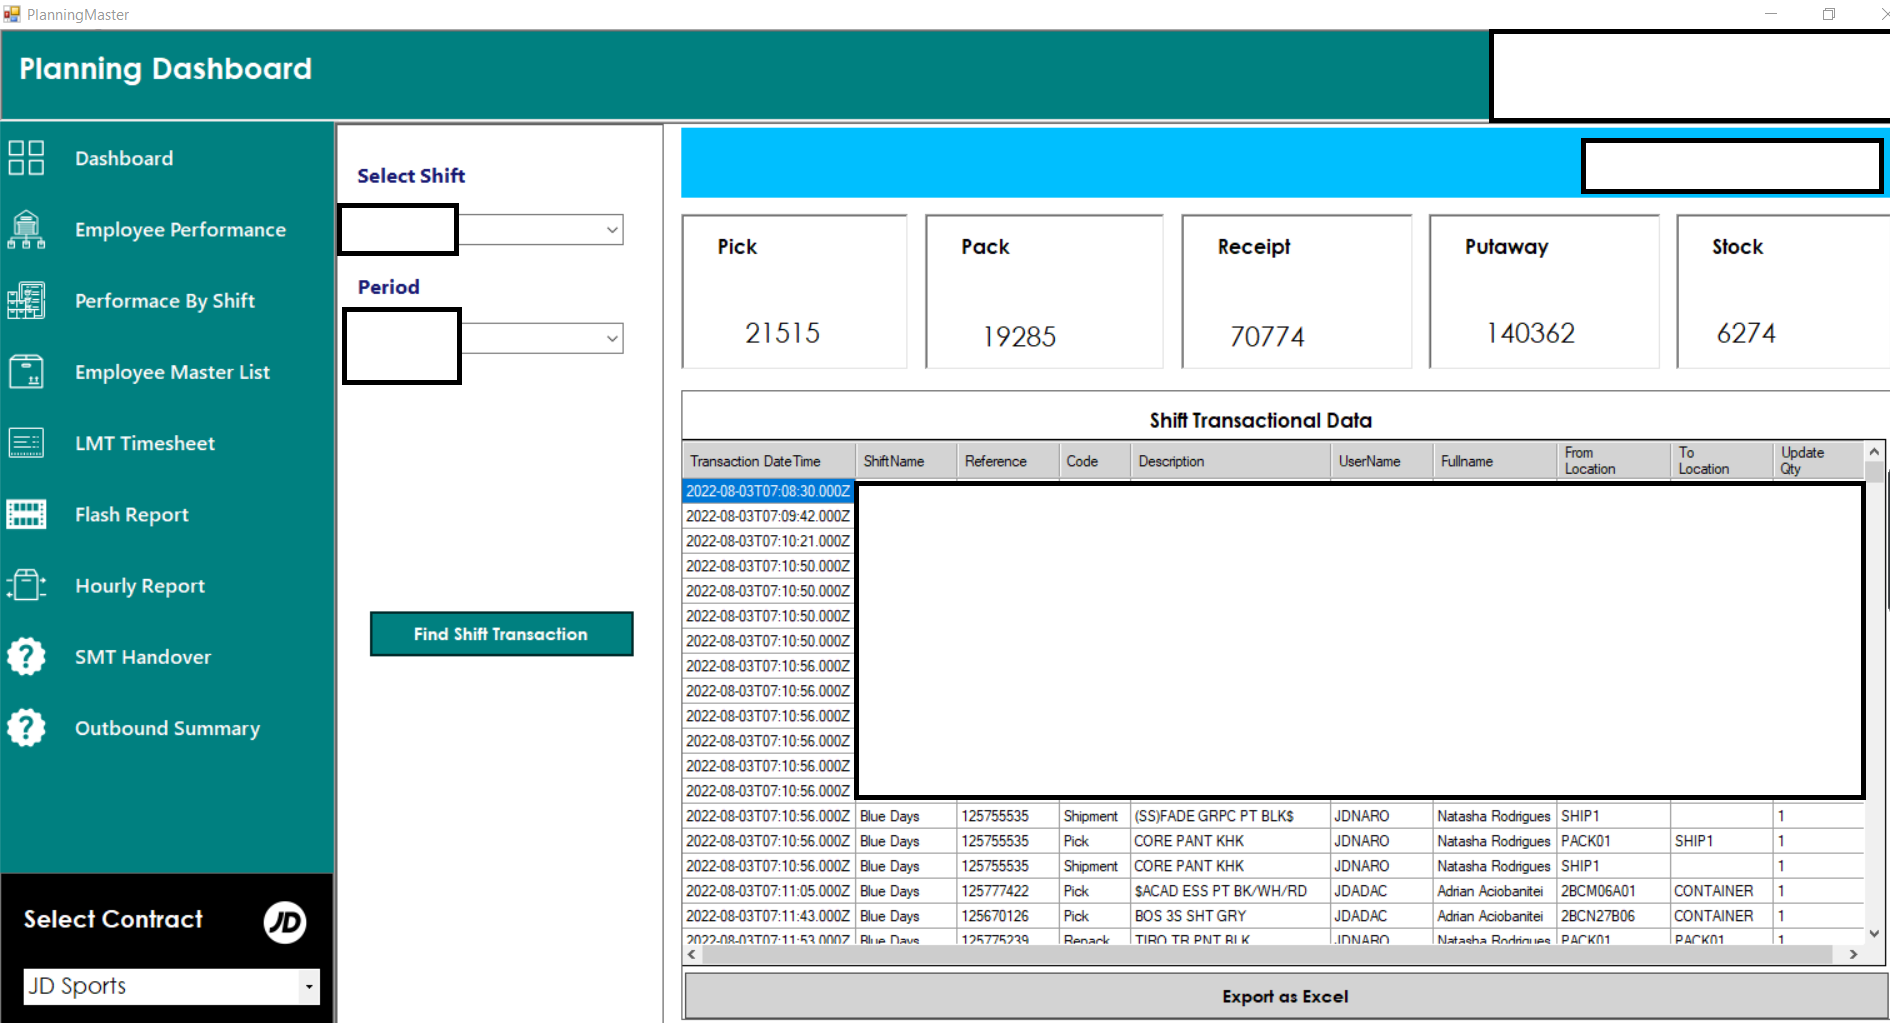 PlanningMaster
Planning Dashboard
Dashboard
Employee Performance
Performace By Shift
Employee Master List
LMT Timesheet
Flash Report
Hourly Report
SMT Handover
Outbound Summary
Select Contract
JD
JD Sports
Select Shift
Period
Find Shift Transaction
Pick Pack Receipt Putaway Stock
21515 19285 70774 140362 6274
Shift Transactional Data
Transaction DateTime ShiftName Reference Code Description UserName Fullname From Location To Location Update Qty
2022-08-03T07:08:30.000Z
2022-08-03T07:09:42.000Z
2022-08-03T07:10:21.000Z
2022-08-03T07:10:50.000Z
2022-08-03T07:10:50.000Z
2022-08-03T07:10:50.000Z
2022-08-03T07:10:50.000Z
2022-08-03T07:10:56.000Z
2022-08-03T07:10:56.000Z
2022-08-03T07:10:56.000Z
2022-08-03T07:10:56.000Z
2022-08-03T07:10:56.000Z
2022-08-03T07:10:56.000Z
2022-08-03T07:10:56.000Z Blue Days 125755535 Shipment (SS)FADE GRPC PT BLK$ JDNARO Natasha Rodrigues SHIP1 1
2022-08-03T07:10:56.000Z Blue Days 125755535 Pick CORE PANT KHK JDNARO Natasha Rodrigues PACK01 SHIP1 1
2022-08-03T07:10:56.000Z Blue Days 125755535 Shipment CORE PANT KHK JDNARO Natasha Rodrigues SHIP1 1
2022-08-03T07:11:05.000Z Blue Days 125777422 Pick $ACAD ESS PT BK/WH/RD JDADAC Adrian Aciobanitei 2BCM06A01 CONTAINER 1
2022-08-03T07:11:43.000Z Blue Days 125670126 Pick BOS 3S SHT GRY JDADAC Adrian Aciobanitei 2BCN27B06 CONTAINER 1
2022-08-03T07:11:53.000Z Blue Days 125775239 Repack TIRO TR PNT BLK JDNARO Natasha Rodrigues PACK01 PACK01 1
Export as Excel